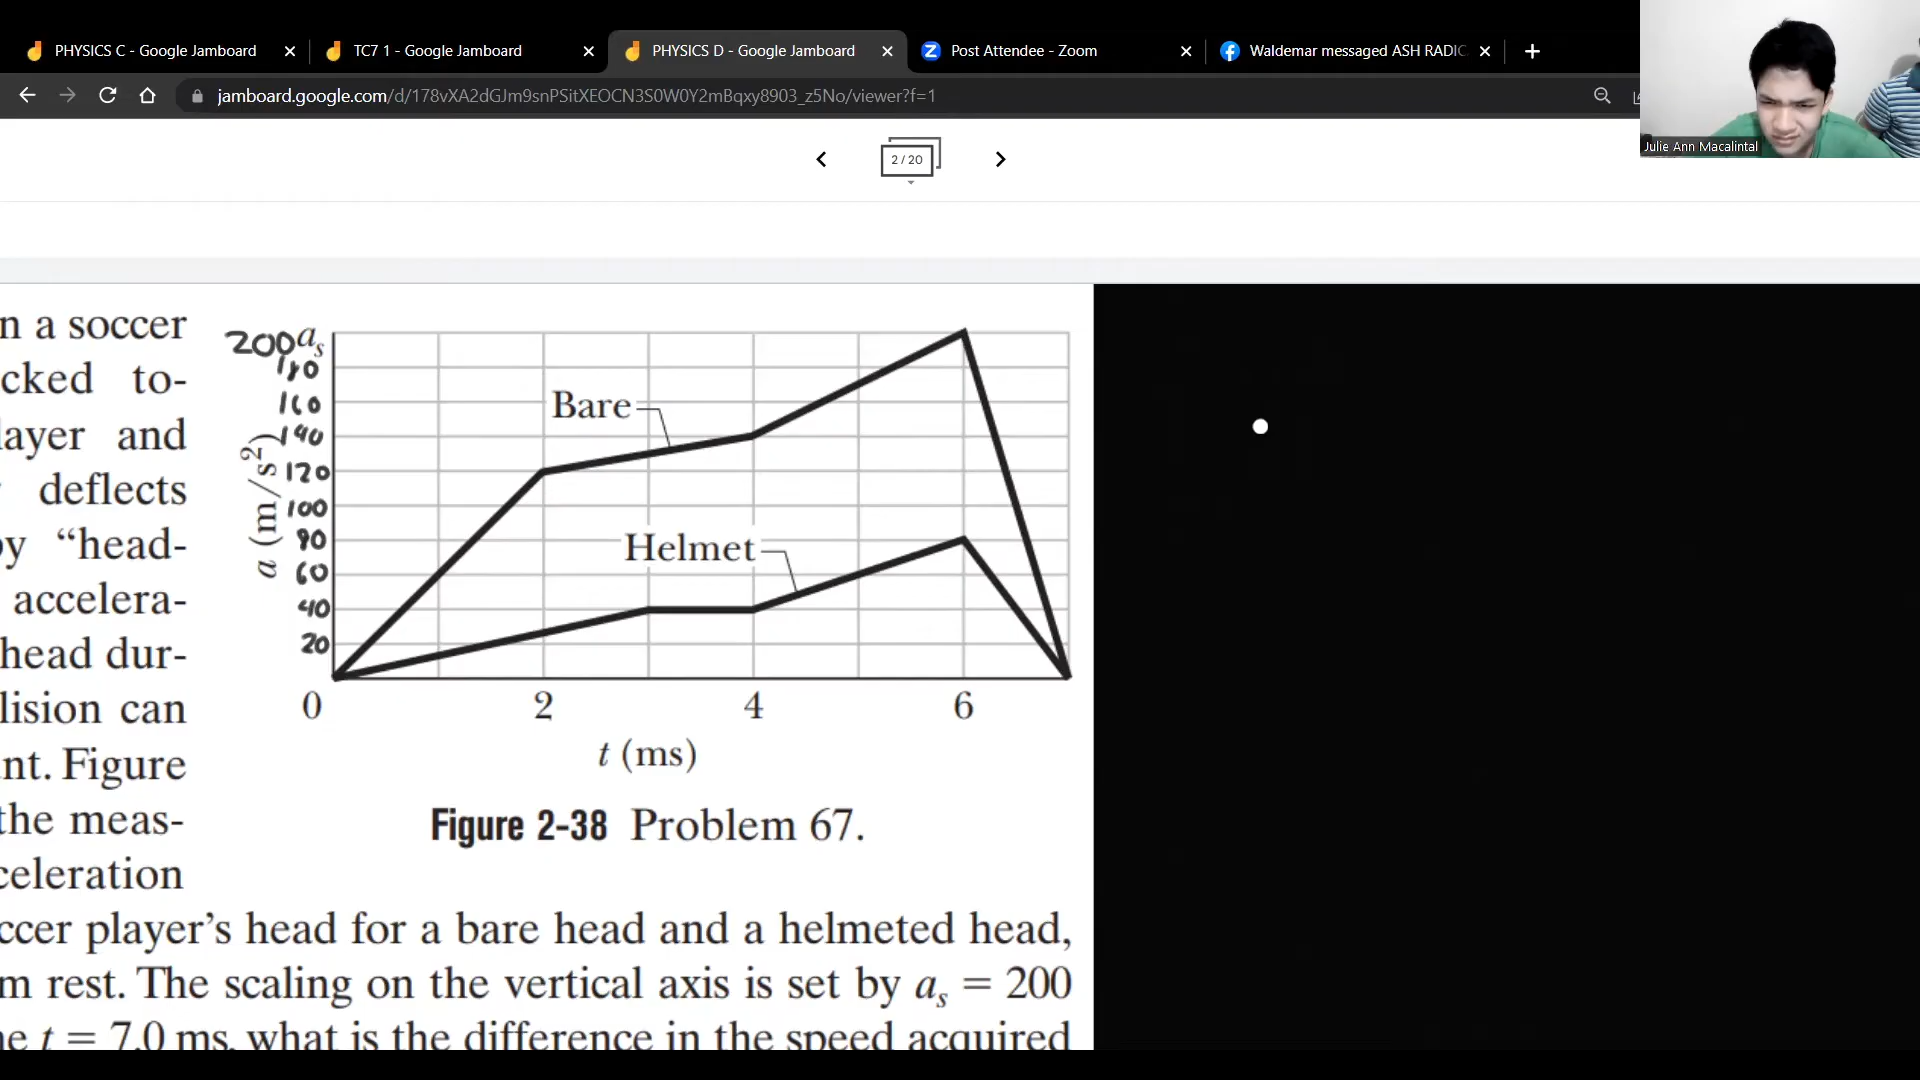 PHYSICS C - Google Jamboard
TC7 1 - Google Jamboard
PHYSICS D - Google Jamboard
Post Attendee - Zoom
Waldemar messaged ASH RADIC
jamboard.google.com/d/178vXA2dGJm9snPSitXEOCN3S0W0Y2mBqxy8903_z5No/viewer?f=1
Julie Ann Macalintal
2 / 20
n a soccer
cked to-
layer and
deflects
by “head-
accelera-
head dur-
lision can
nt. Figure
the meas-
celeration
ccer player’s head for a bare head and a helmeted head,
m rest. The scaling on the vertical axis is set by aₛ = 200
ne t = 7.0 ms, what is the difference in the speed acquired
200 aₛ
180
160
140
120
100
80
60
40
20
a (m/s²)
Bare
Helmet
0 2 4 6
t (ms)
Figure 2-38 Problem 67.